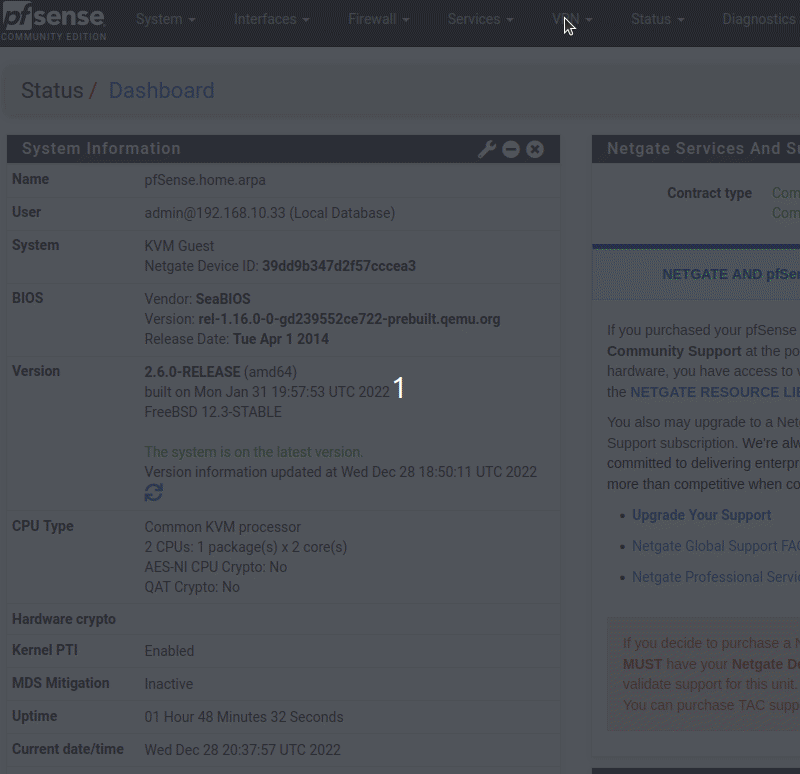 pfsense
COMMUNITY EDITION
System
Interfaces
Firewall
Services
VPN
Status
Diagnostics
Status / Dashboard
System Information
Name pfSense.home.arpa
User admin@192.168.10.33 (Local Database)
System KVM Guest
Netgate Device ID: 39dd9b347d2f57cccea3
BIOS Vendor: SeaBIOS
Version: rel-1.16.0-0-gd239552ce722-prebuilt.qemu.org
Release Date: Tue Apr 1 2014
Version 2.6.0-RELEASE (amd64)
built on Mon Jan 31 19:57:53 UTC 2022
FreeBSD 12.3-STABLE
The system is on the latest version.
Version information updated at Wed Dec 28 18:50:11 UTC 2022
CPU Type Common KVM processor
2 CPUs: 1 package(s) x 2 core(s)
AES-NI CPU Crypto: No
QAT Crypto: No
Hardware crypto
Kernel PTI Enabled
MDS Mitigation Inactive
Uptime 01 Hour 48 Minutes 32 Seconds
Current date/time Wed Dec 28 20:37:57 UTC 2022
1
Netgate Services And Su
Contract type Com
Com
NETGATE AND pfSen
If you purchased your pfSense
Community Support at the po
hardware, you have access to v
the NETGATE RESOURCE LIB
You also may upgrade to a Net
Support subscription. We're alw
committed to delivering enterpr
more than competitive when co
Upgrade Your Support
Netgate Global Support FAQ
Netgate Professional Servic
If you decide to purchase a N
MUST have your Netgate De
validate support for this unit.
You can purchase TAC supp